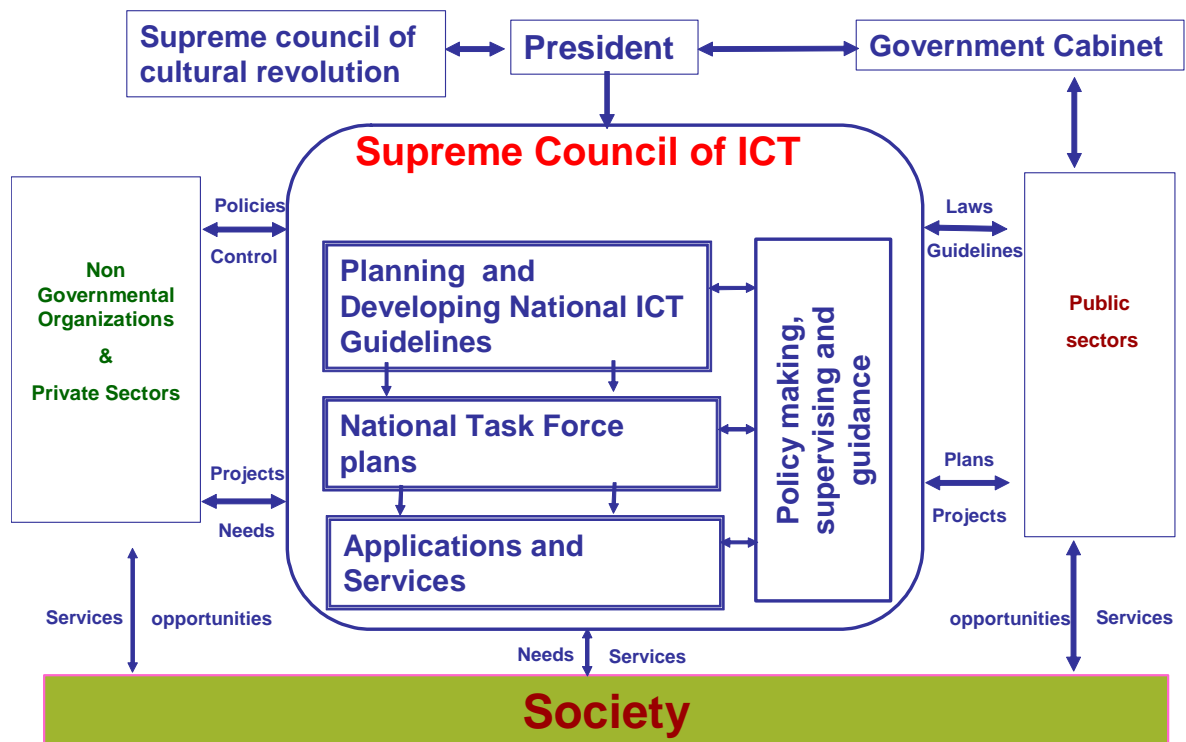 Supreme council of
cultural revolution
President
Government Cabinet
Supreme Council of ICT
Non
Governmental
Organizations
&
Private Sectors
Policies
Control
Projects
Needs
Planning and
Developing National ICT
Guidelines
National Task Force
plans
Applications and
Services
Policy making,
supervising and
guidance
Laws
Guidelines
Plans
Projects
Public
sectors
Services
opportunities
Needs
Services
opportunities
Services
Society